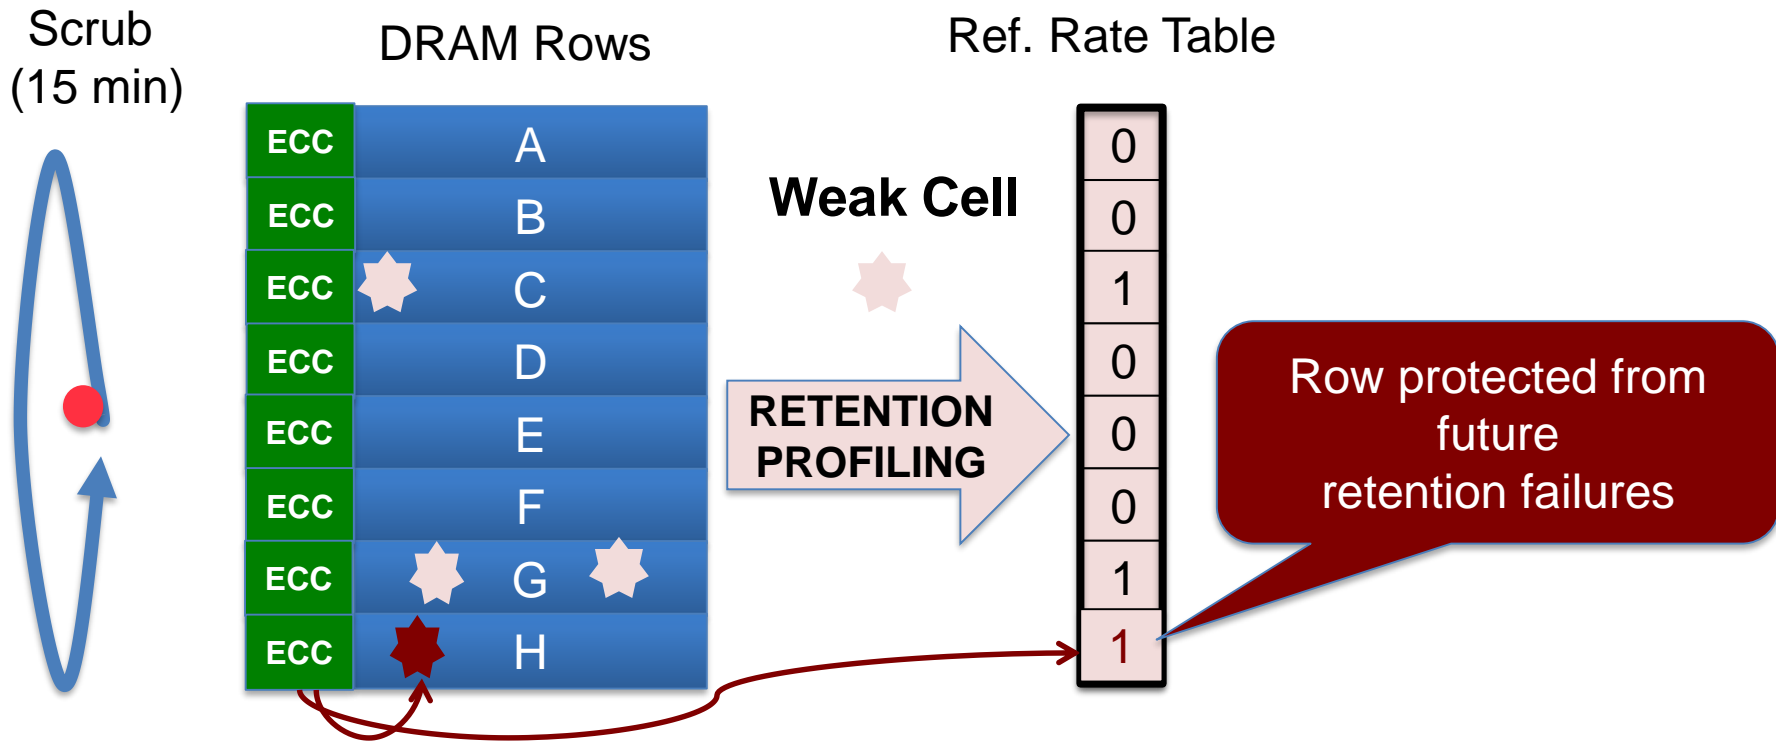 Scrub
(15 min)
DRAM Rows
Ref. Rate Table
ECC A 0
ECC B 0
Weak Cell
ECC C 1
ECC D 0
ECC E 0
RETENTION
PROFILING
ECC F 0
ECC G 1
ECC H 1
Row protected from
future
retention failures